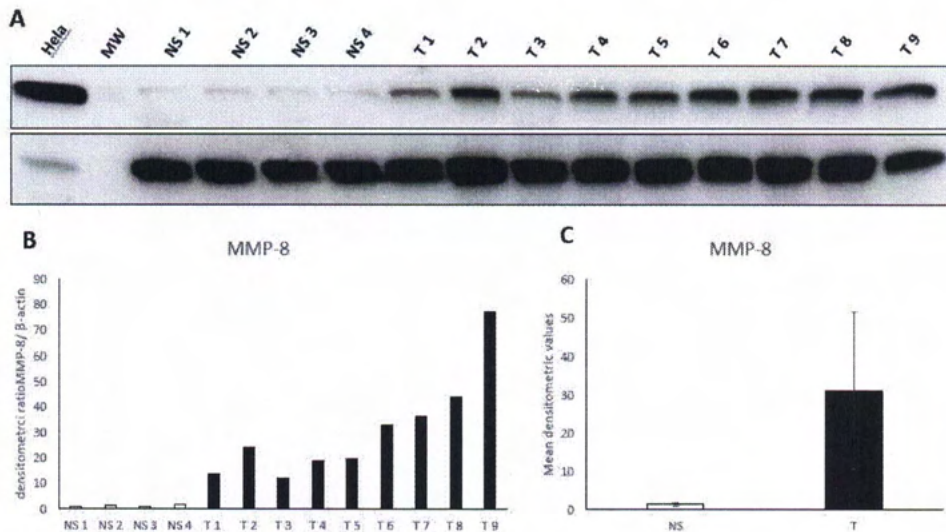 A
Hela MW NS 1 NS 2 NS 3 NS 4 T 1 T 2 T 3 T 4 T 5 T 6 T 7 T 8 T 9
B
MMP-8
densitometrci ratioMMP-8/ β-actin
90
80
70
60
50
40
30
20
10
0
NS 1 NS 2 NS 3 NS 4 T 1 T 2 T 3 T 4 T 5 T 6 T 7 T 8 T 9
C
MMP-8
Mean densitometric values
60
50
40
30
20
10
0
NS T